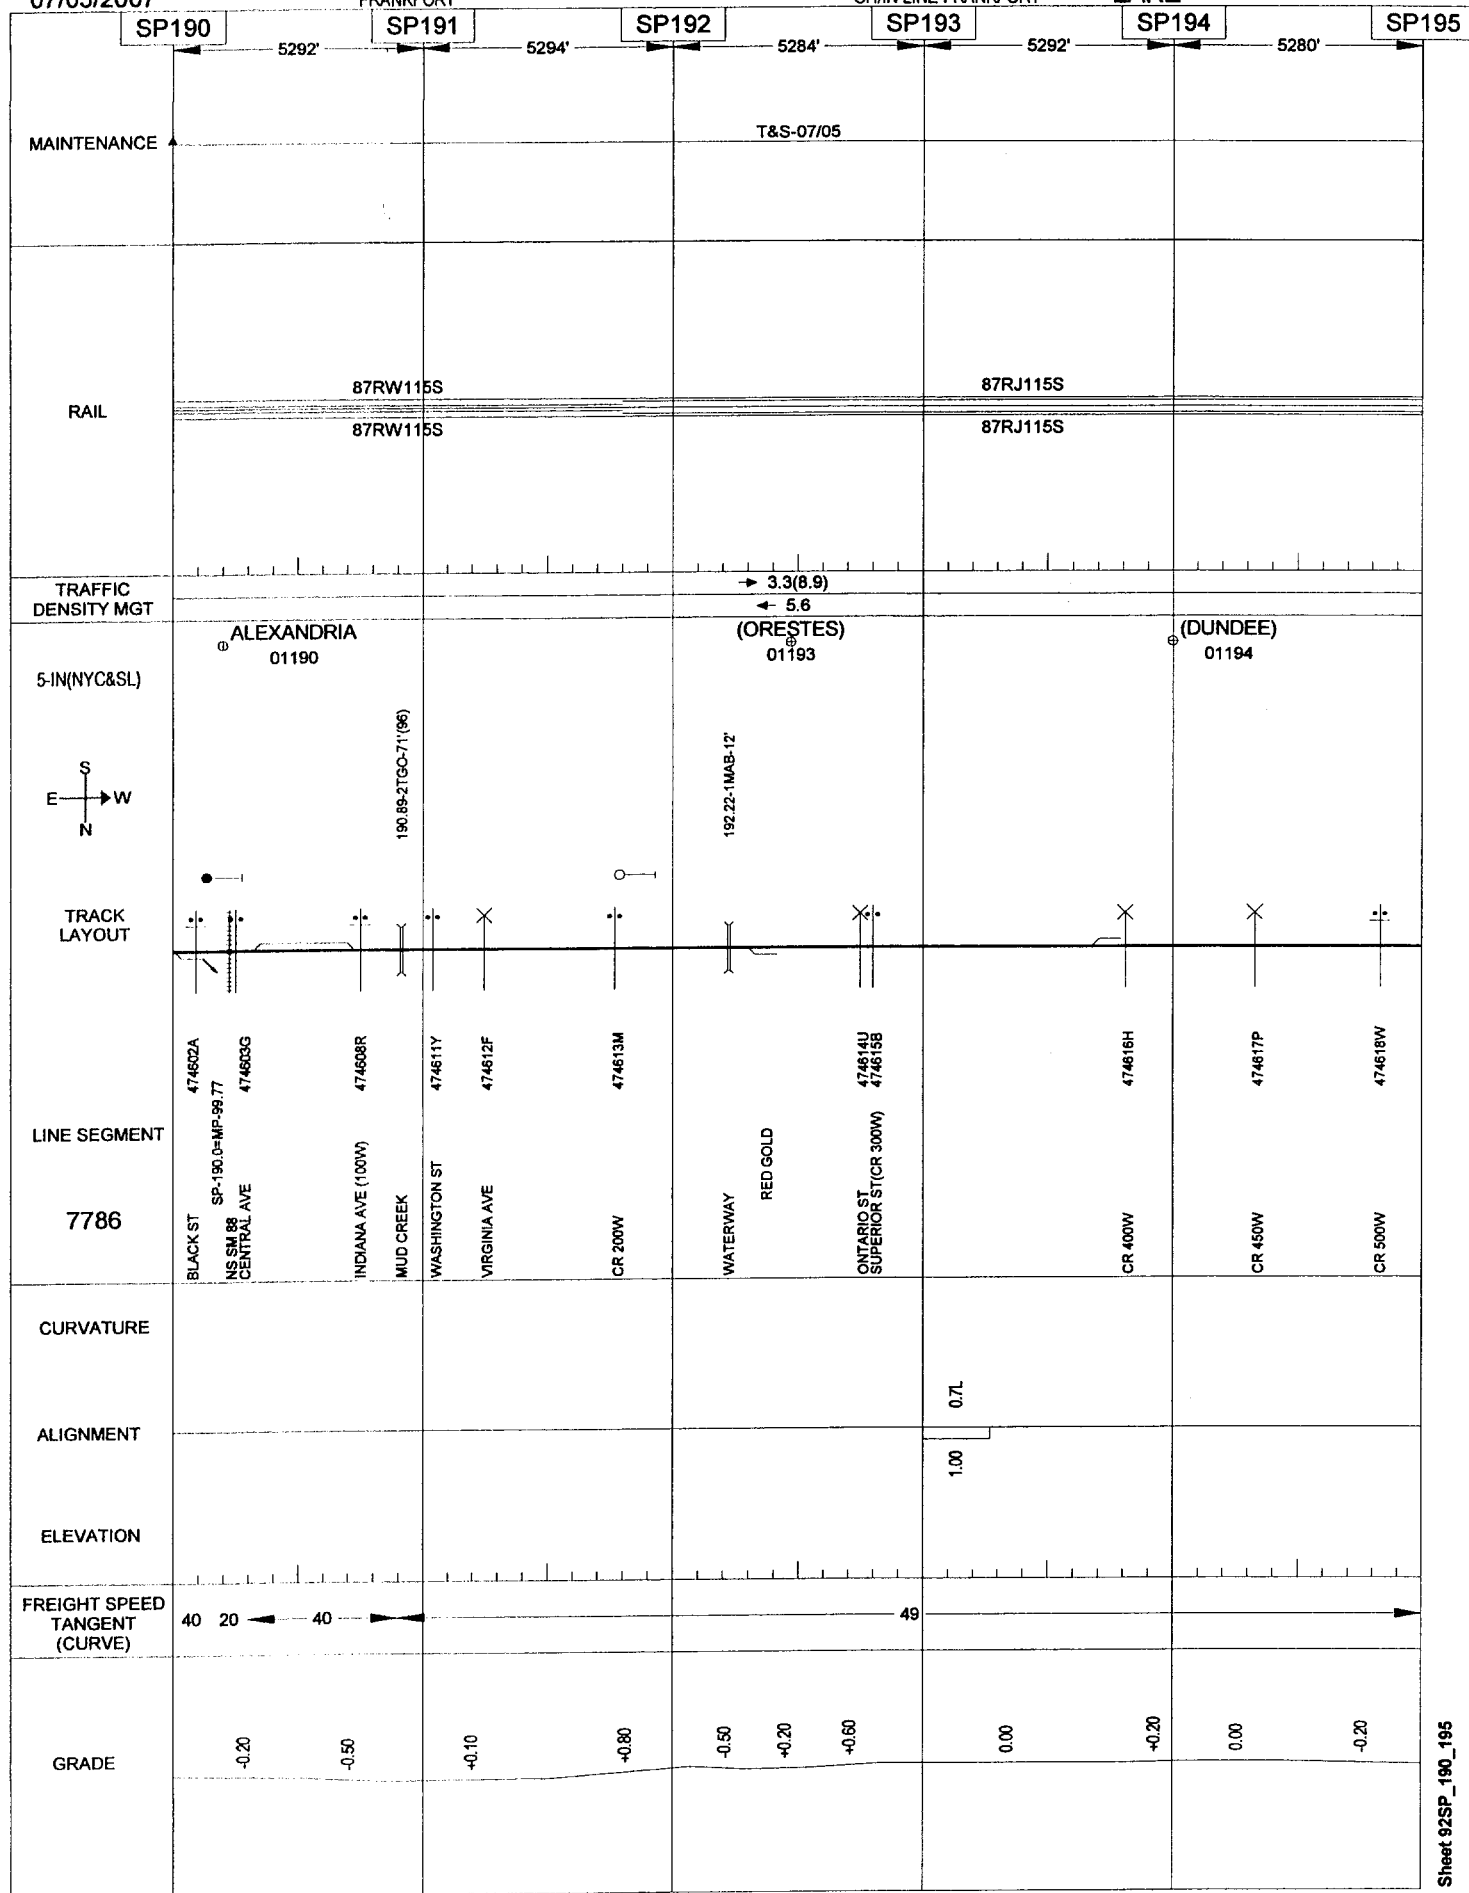 07/05/2007
FRANKFORT
SP190 SP191 SP192 SP193 SP194 SP195
5292' 5294' 5284' 5292' 5280'
MAINTENANCE
T&S-07/05
RAIL
87RW115S 87RJ115S
87RW115S 87RJ115S
TRAFFIC
DENSITY MGT
3.3(8.9)
5.6
ALEXANDRIA (ORESTES) (DUNDEE)
01190 01193 01194
5-IN(NYC&SL)
S
E W
N
190.89-2TGO-71'(96)
192.22-1MAB-12'
TRACK
LAYOUT
474602A
SP-190.0=MP-99.77
474603G
474608R
474611Y
474612F
474613M
474614U
474615B
474616H
474617P
474618W
LINE SEGMENT
7786
BLACK ST
NS SM 88
CENTRAL AVE
INDIANA AVE (100W)
MUD CREEK
WASHINGTON ST
VIRGINIA AVE
CR 200W
WATERWAY
RED GOLD
ONTARIO ST
SUPERIOR ST(CR 300W)
CR 400W
CR 450W
CR 500W
CURVATURE
0.7L
ALIGNMENT
1.00
ELEVATION
FREIGHT SPEED
TANGENT
(CURVE)
40 20 40 49
GRADE
-0.20 -0.50 +0.10 +0.80 -0.50 +0.20 +0.60 0.00 +0.20 0.00 -0.20
Sheet 92SP_190_195